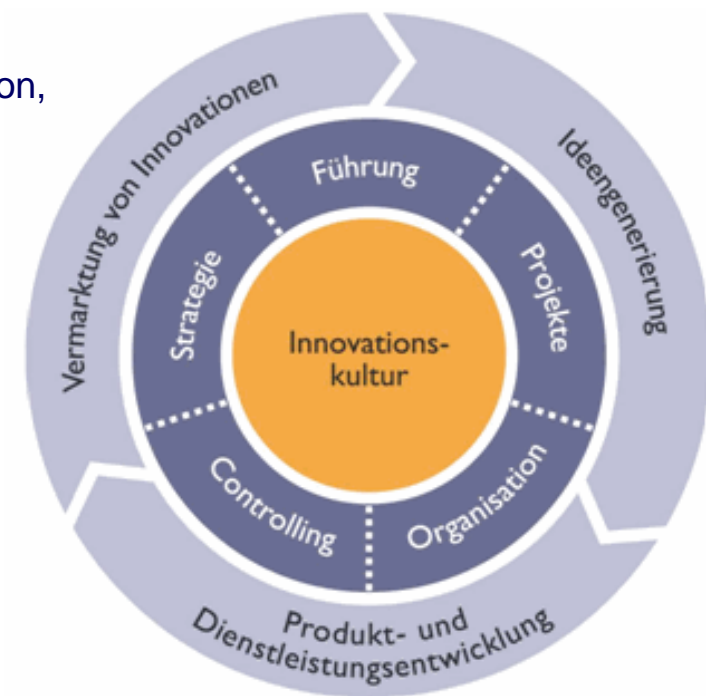 on,
Vermarktung von Innovationen
Ideengenerierung
Produkt- und
Dienstleistungsentwicklung
Führung
Projekte
Organisation
Controlling
Strategie
Innovations-
kultur